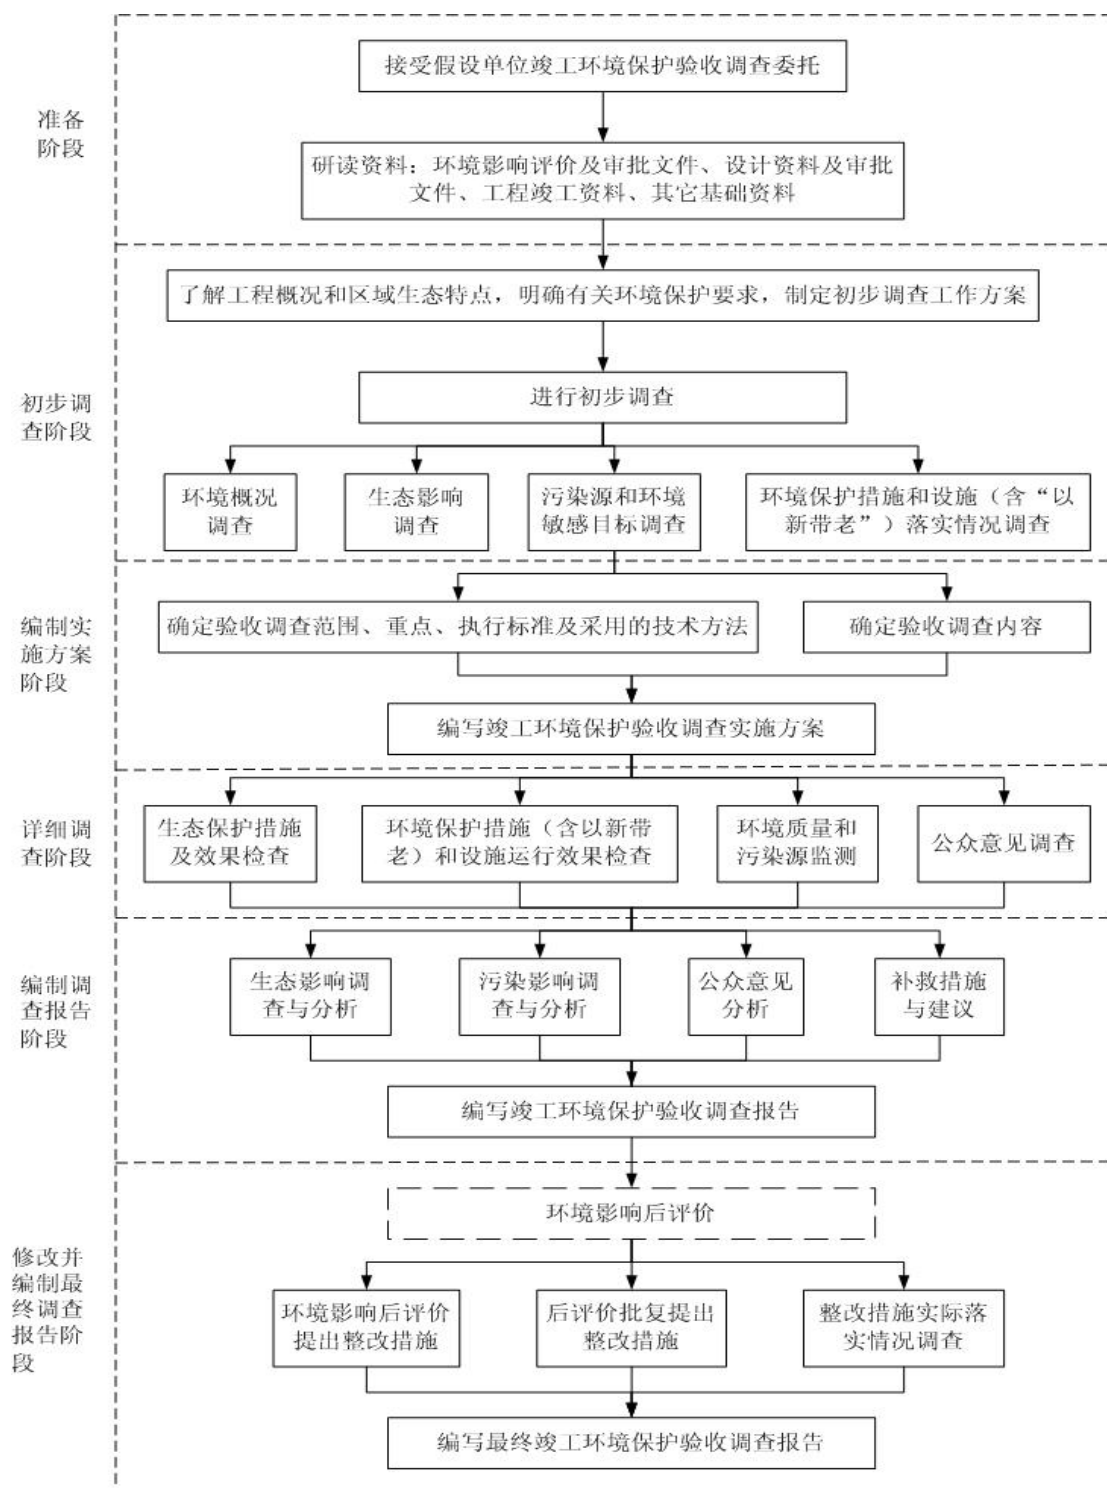 准备
阶段
接受假设单位竣工环境保护验收调查委托
研读资料：环境影响评价及审批文件、设计资料及审批
文件、工程竣工资料、其它基础资料
初步调
查阶段
了解工程概况和区域生态特点，明确有关环境保护要求，制定初步调查工作方案
进行初步调查
环境概况
调查
生态影响
调查
污染源和环境
敏感目标调查
环境保护措施和设施（含“以
新带老”）落实情况调查
编制实
施方案
阶段
确定验收调查范围、重点、执行标准及采用的技术方法
确定验收调查内容
编写竣工环境保护验收调查实施方案
详细调
查阶段
生态保护措施
及效果检查
环境保护措施（含以新带
老）和设施运行效果检查
环境质量和
污染源监测
公众意见调查
编制调
查报告
阶段
生态影响调
查与分析
污染影响调
查与分析
公众意见
分析
补救措施
与建议
编写竣工环境保护验收调查报告
修改并
编制最
终调查
报告阶
段
环境影响后评价
环境影响后评价
提出整改措施
后评价批复提出
整改措施
整改措施实际落
实情况调查
编写最终竣工环境保护验收调查报告